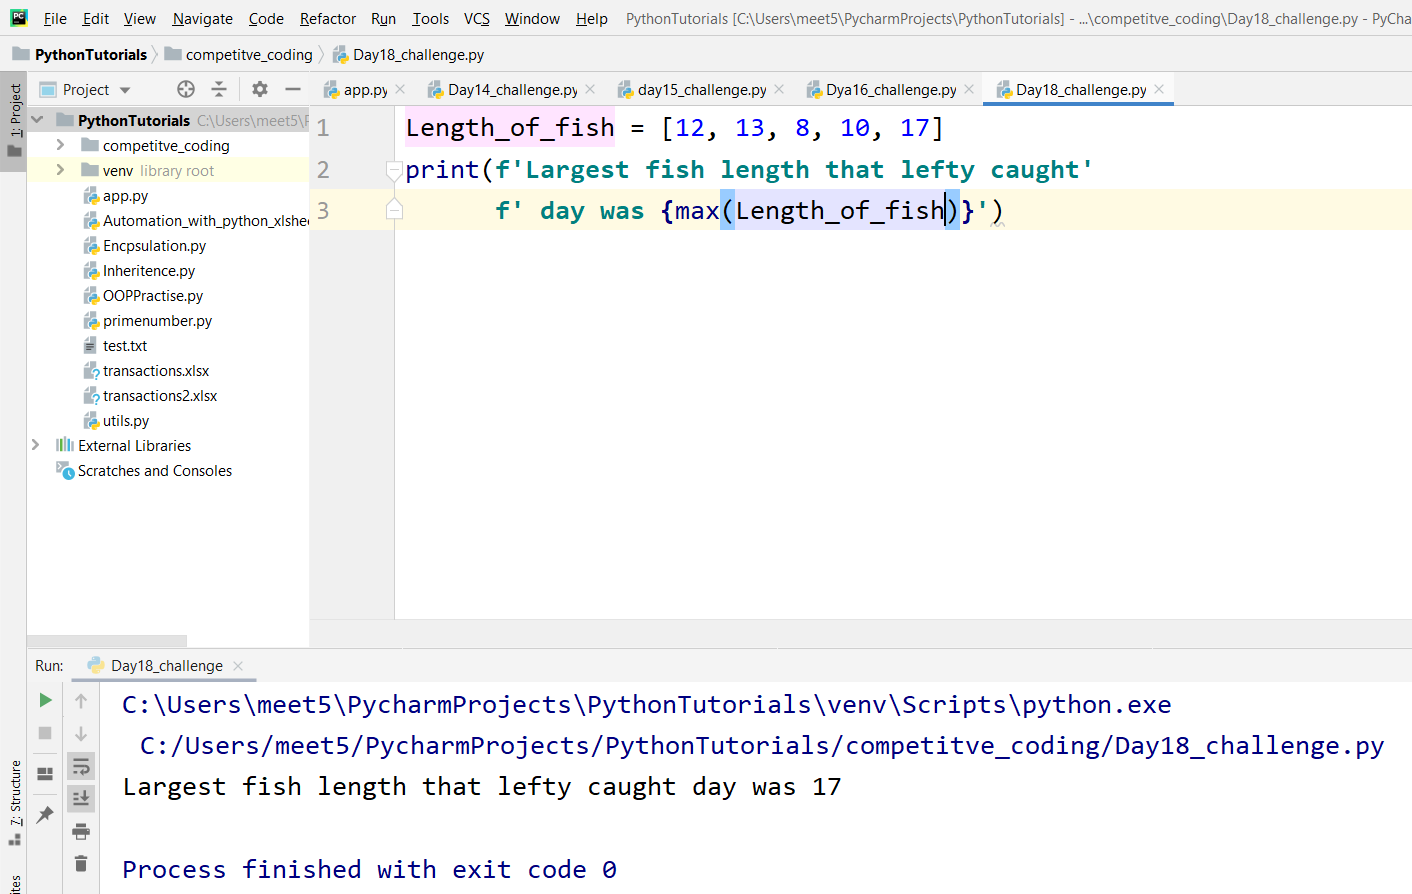 File Edit View Navigate Code Refactor Run Tools VCS Window Help PythonTutorials [C:\Users\meet5\PycharmProjects\PythonTutorials] - ...\competitve_coding\Day18_challenge.py - PyCha
PythonTutorials competitve_coding Day18_challenge.py
1: Project
Project
app.py Day14_challenge.py day15_challenge.py Dya16_challenge.py Day18_challenge.py
PythonTutorials C:\Users\meet5\P
competitve_coding
venv library root
app.py
Automation_with_python_xlshee
Encpsulation.py
Inheritence.py
OOPPractise.py
primenumber.py
test.txt
transactions.xlsx
transactions2.xlsx
utils.py
External Libraries
Scratches and Consoles
1 Length_of_fish = [12, 13, 8, 10, 17]
2 print(f'Largest fish length that lefty caught'
3 f' day was {max(Length_of_fish)}')
Run: Day18_challenge
C:\Users\meet5\PycharmProjects\PythonTutorials\venv\Scripts\python.exe
C:/Users/meet5/PycharmProjects/PythonTutorials/competitve_coding/Day18_challenge.py
Largest fish length that lefty caught day was 17
Process finished with exit code 0
7: Structure
ites